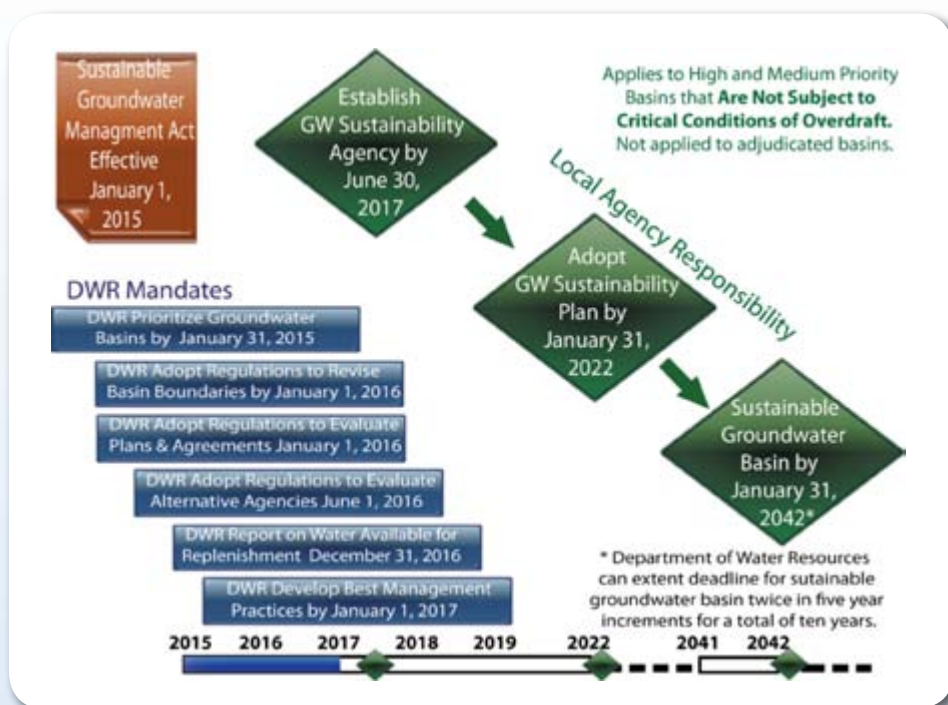 Sustainable
Groundwater
Managment Act
Effective
January 1,
2015
Establish
GW Sustainability
Agency by
June 30,
2017
Applies to High and Medium Priority
Basins that Are Not Subject to
Critical Conditions of Overdraft.
Not applied to adjudicated basins.
Local Agency Responsibility
Adopt
GW Sustainability
Plan by
January 31,
2022
Sustainable
Groundwater
Basin by
January 31,
2042*
DWR Mandates
DWR Prioritize Groundwater
Basins by January 31, 2015
DWR Adopt Regulations to Revise
Basin Boundaries by January 1, 2016
DWR Adopt Regulations to Evaluate
Plans & Agreements January 1, 2016
DWR Adopt Regulations to Evaluate
Alternative Agencies June 1, 2016
DWR Report on Water Available for
Replenishment December 31, 2016
DWR Develop Best Management
Practices by January 1, 2017
* Department of Water Resources
can extent deadline for sutainable
groundwater basin twice in five year
increments for a total of ten years.
2015 2016 2017 2018 2019 2022 2041 2042